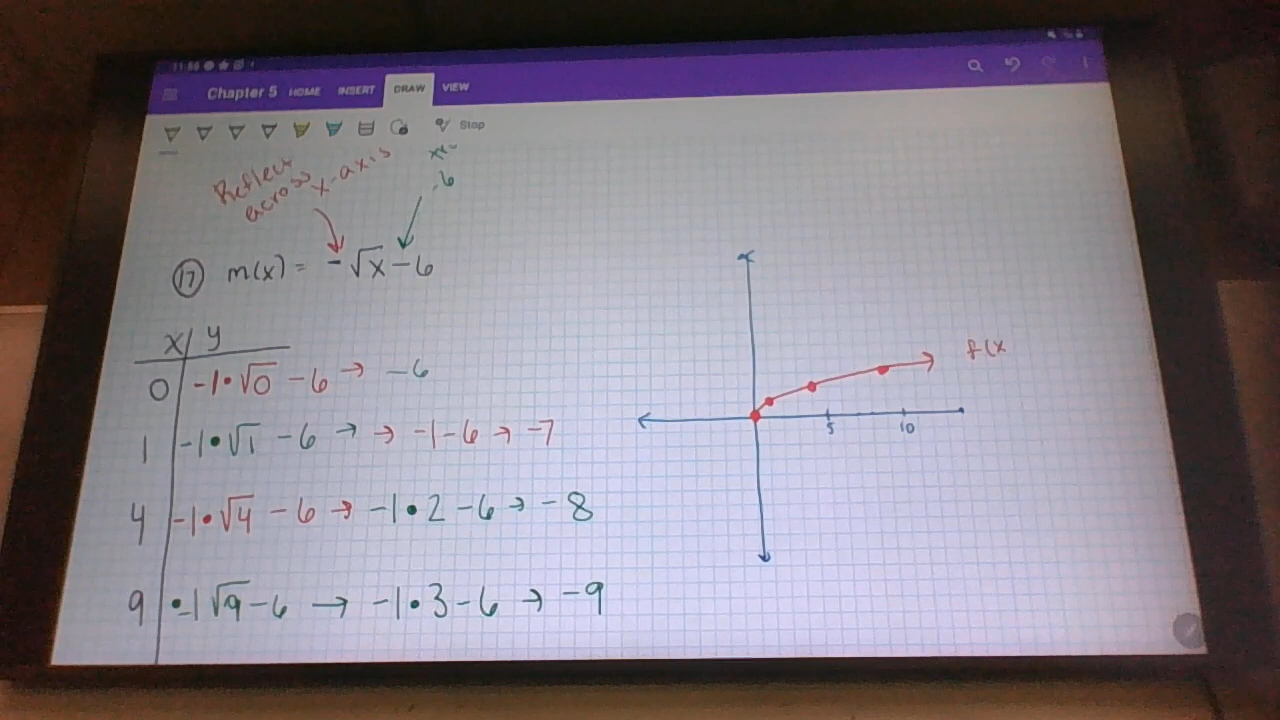 11:50
Chapter 5 HOME INSERT DRAW VIEW
Stop
Reflect
across x-axis
-6
17 m(x) = -√x - 6
x y
0 -1•√0 - 6 → -6
1 -1•√1 - 6 → → -1 - 6 → -7
4 -1•√4 - 6 → -1•2 - 6 → -8
9 •-1√9 - 6 → -1•3 - 6 → -9
f(x
5 10